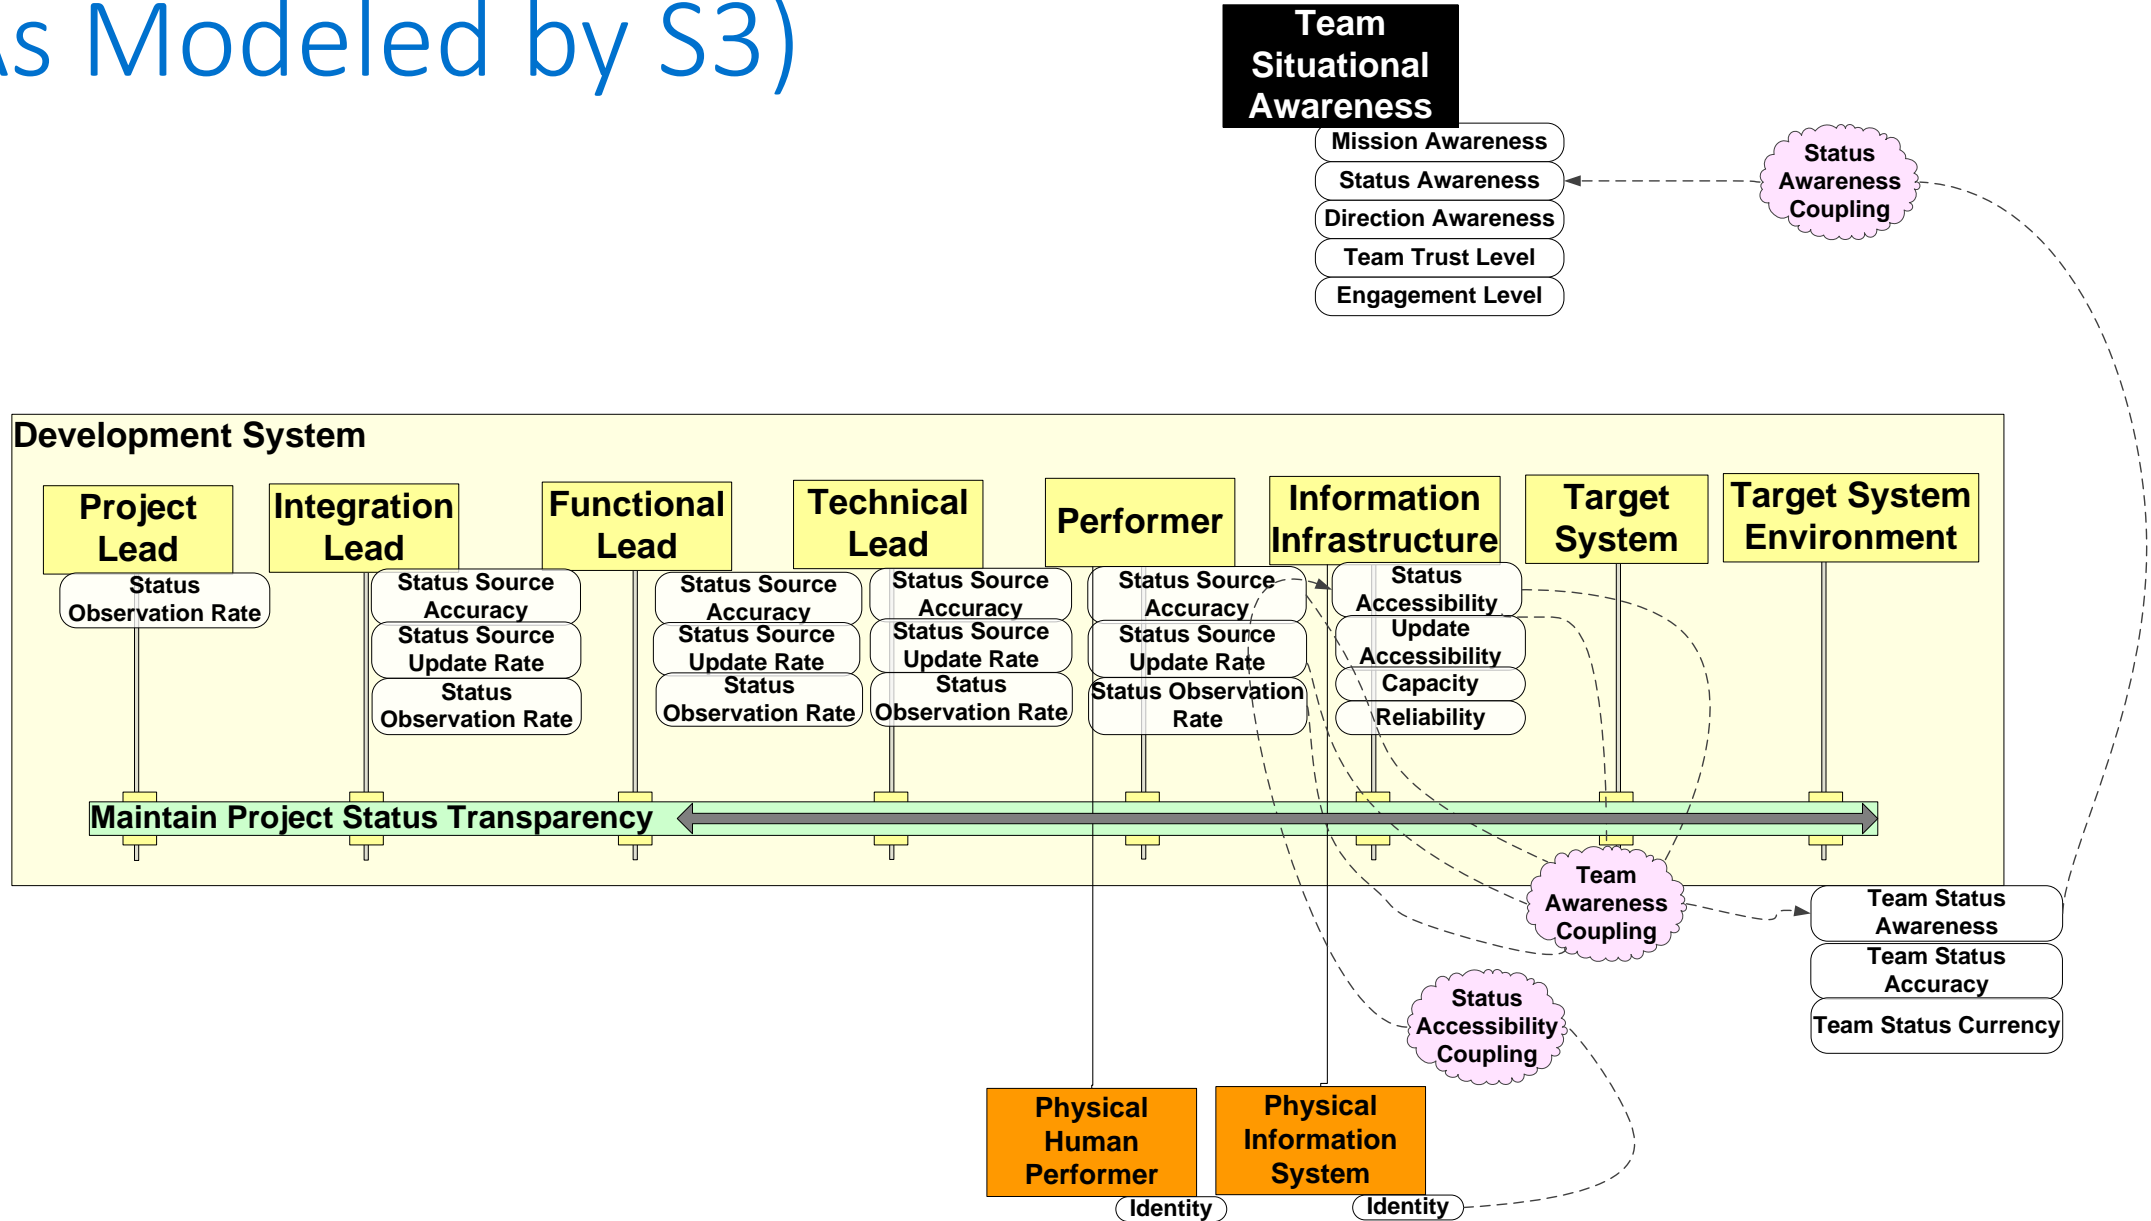 As Modeled by S3)
Team
Situational
Awareness
Mission Awareness
Status Awareness
Direction Awareness
Team Trust Level
Engagement Level
Status
Awareness
Coupling
Development System
Project
Lead
Status
Observation Rate
Integration
Lead
Status Source
Accuracy
Status Source
Update Rate
Status
Observation Rate
Functional
Lead
Status Source
Accuracy
Status Source
Update Rate
Status
Observation Rate
Technical
Lead
Status Source
Accuracy
Status Source
Update Rate
Status
Observation Rate
Performer
Status Source
Accuracy
Status Source
Update Rate
Status Observation
Rate
Information
Infrastructure
Status
Accessibility
Update
Accessibility
Capacity
Reliability
Target
System
Target System
Environment
Maintain Project Status Transparency
Team
Awareness
Coupling
Team Status
Awareness
Team Status
Accuracy
Team Status Currency
Status
Accessibility
Coupling
Physical
Human
Performer
Identity
Physical
Information
System
Identity